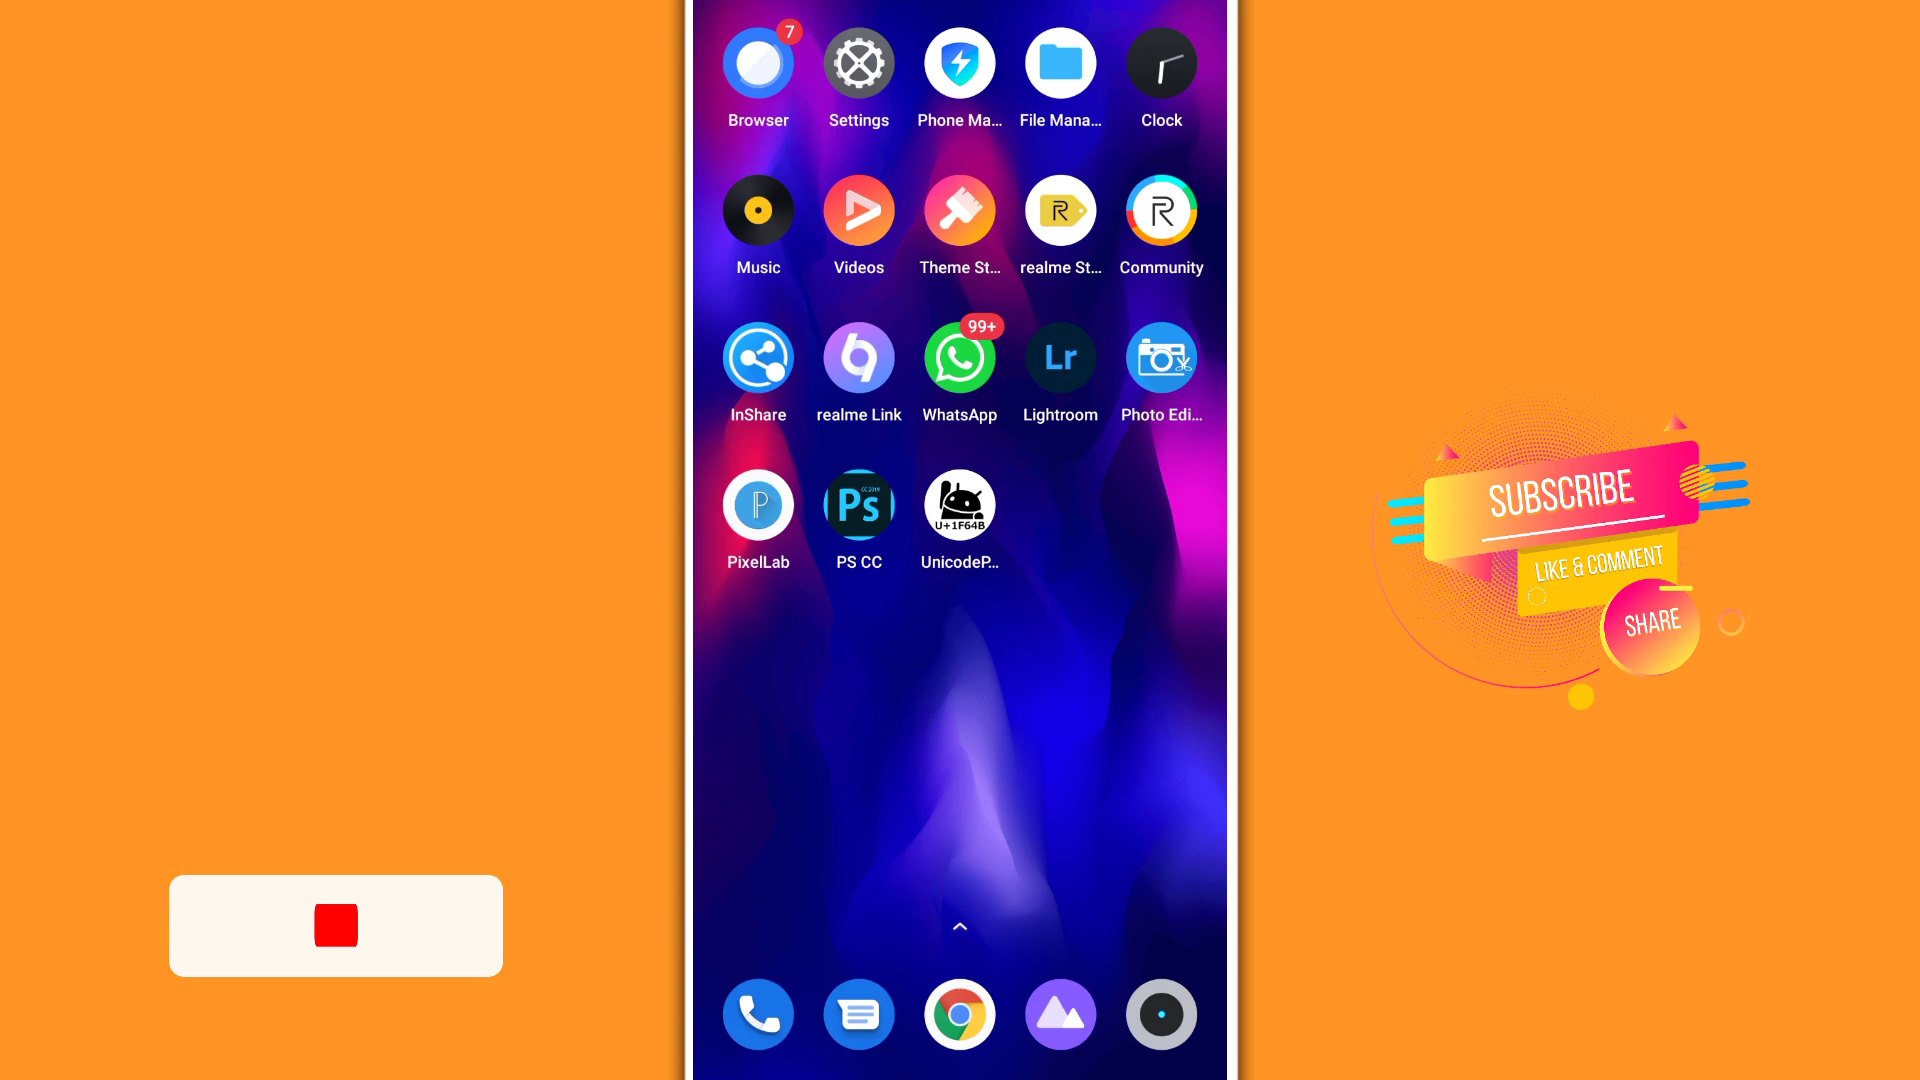 7
Browser
Settings
Phone Ma...
File Mana...
Clock
Music
Videos
Theme St...
R
realme St...
R
Community
InShare
realme Link
99+
WhatsApp
Lr
Lightroom
Photo Edi...
P
PixelLab
CC2019
Ps
PS CC
U+1F64B
UnicodeP...
SUBSCRIBE
LIKE & COMMENT
SHARE